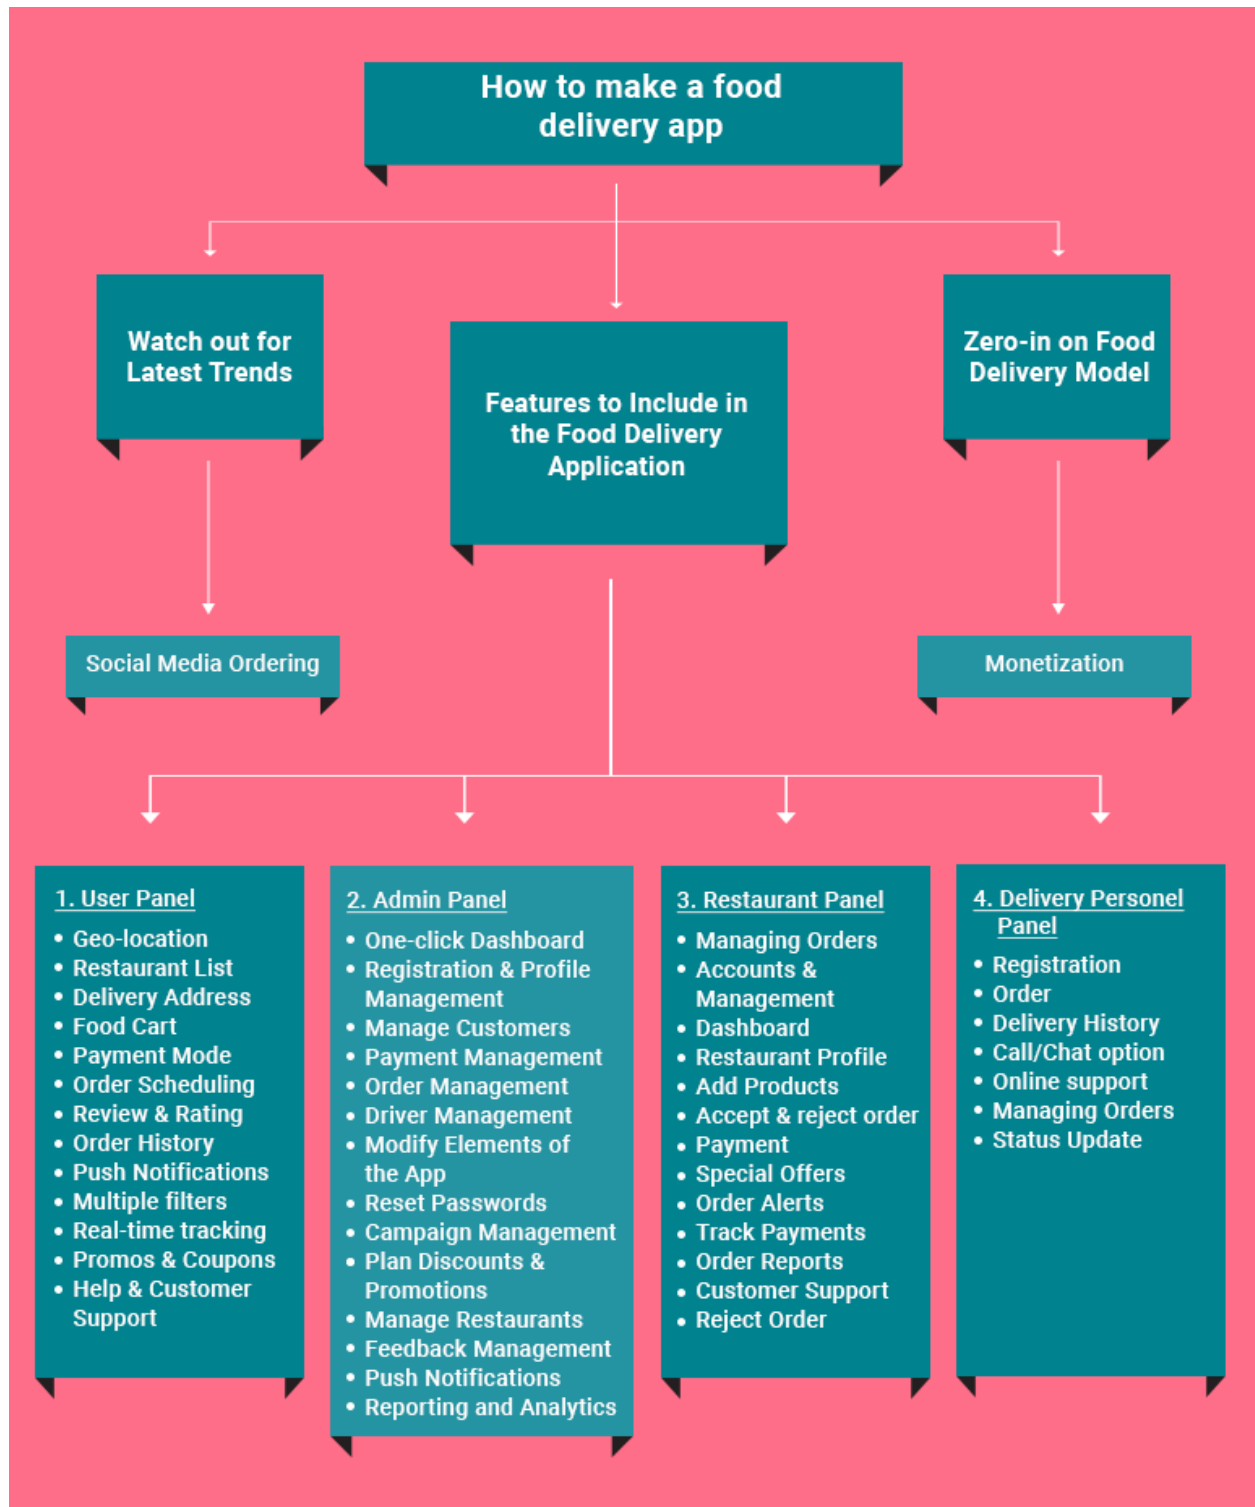 How to make a food
delivery app
Watch out for
Latest Trends
Features to Include in
the Food Delivery
Application
Zero-in on Food
Delivery Model
Social Media Ordering
Monetization
1. User Panel
• Geo-location
• Restaurant List
• Delivery Address
• Food Cart
• Payment Mode
• Order Scheduling
• Review & Rating
• Order History
• Push Notifications
• Multiple filters
• Real-time tracking
• Promos & Coupons
• Help & Customer
Support
2. Admin Panel
• One-click Dashboard
• Registration & Profile
Management
• Manage Customers
• Payment Management
• Order Management
• Driver Management
• Modify Elements of
the App
• Reset Passwords
• Campaign Management
• Plan Discounts &
Promotions
• Manage Restaurants
• Feedback Management
• Push Notifications
• Reporting and Analytics
3. Restaurant Panel
• Managing Orders
• Accounts &
Management
• Dashboard
• Restaurant Profile
• Add Products
• Accept & reject order
• Payment
• Special Offers
• Order Alerts
• Track Payments
• Order Reports
• Customer Support
• Reject Order
4. Delivery Personel
Panel
• Registration
• Order
• Delivery History
• Call/Chat option
• Online support
• Managing Orders
• Status Update